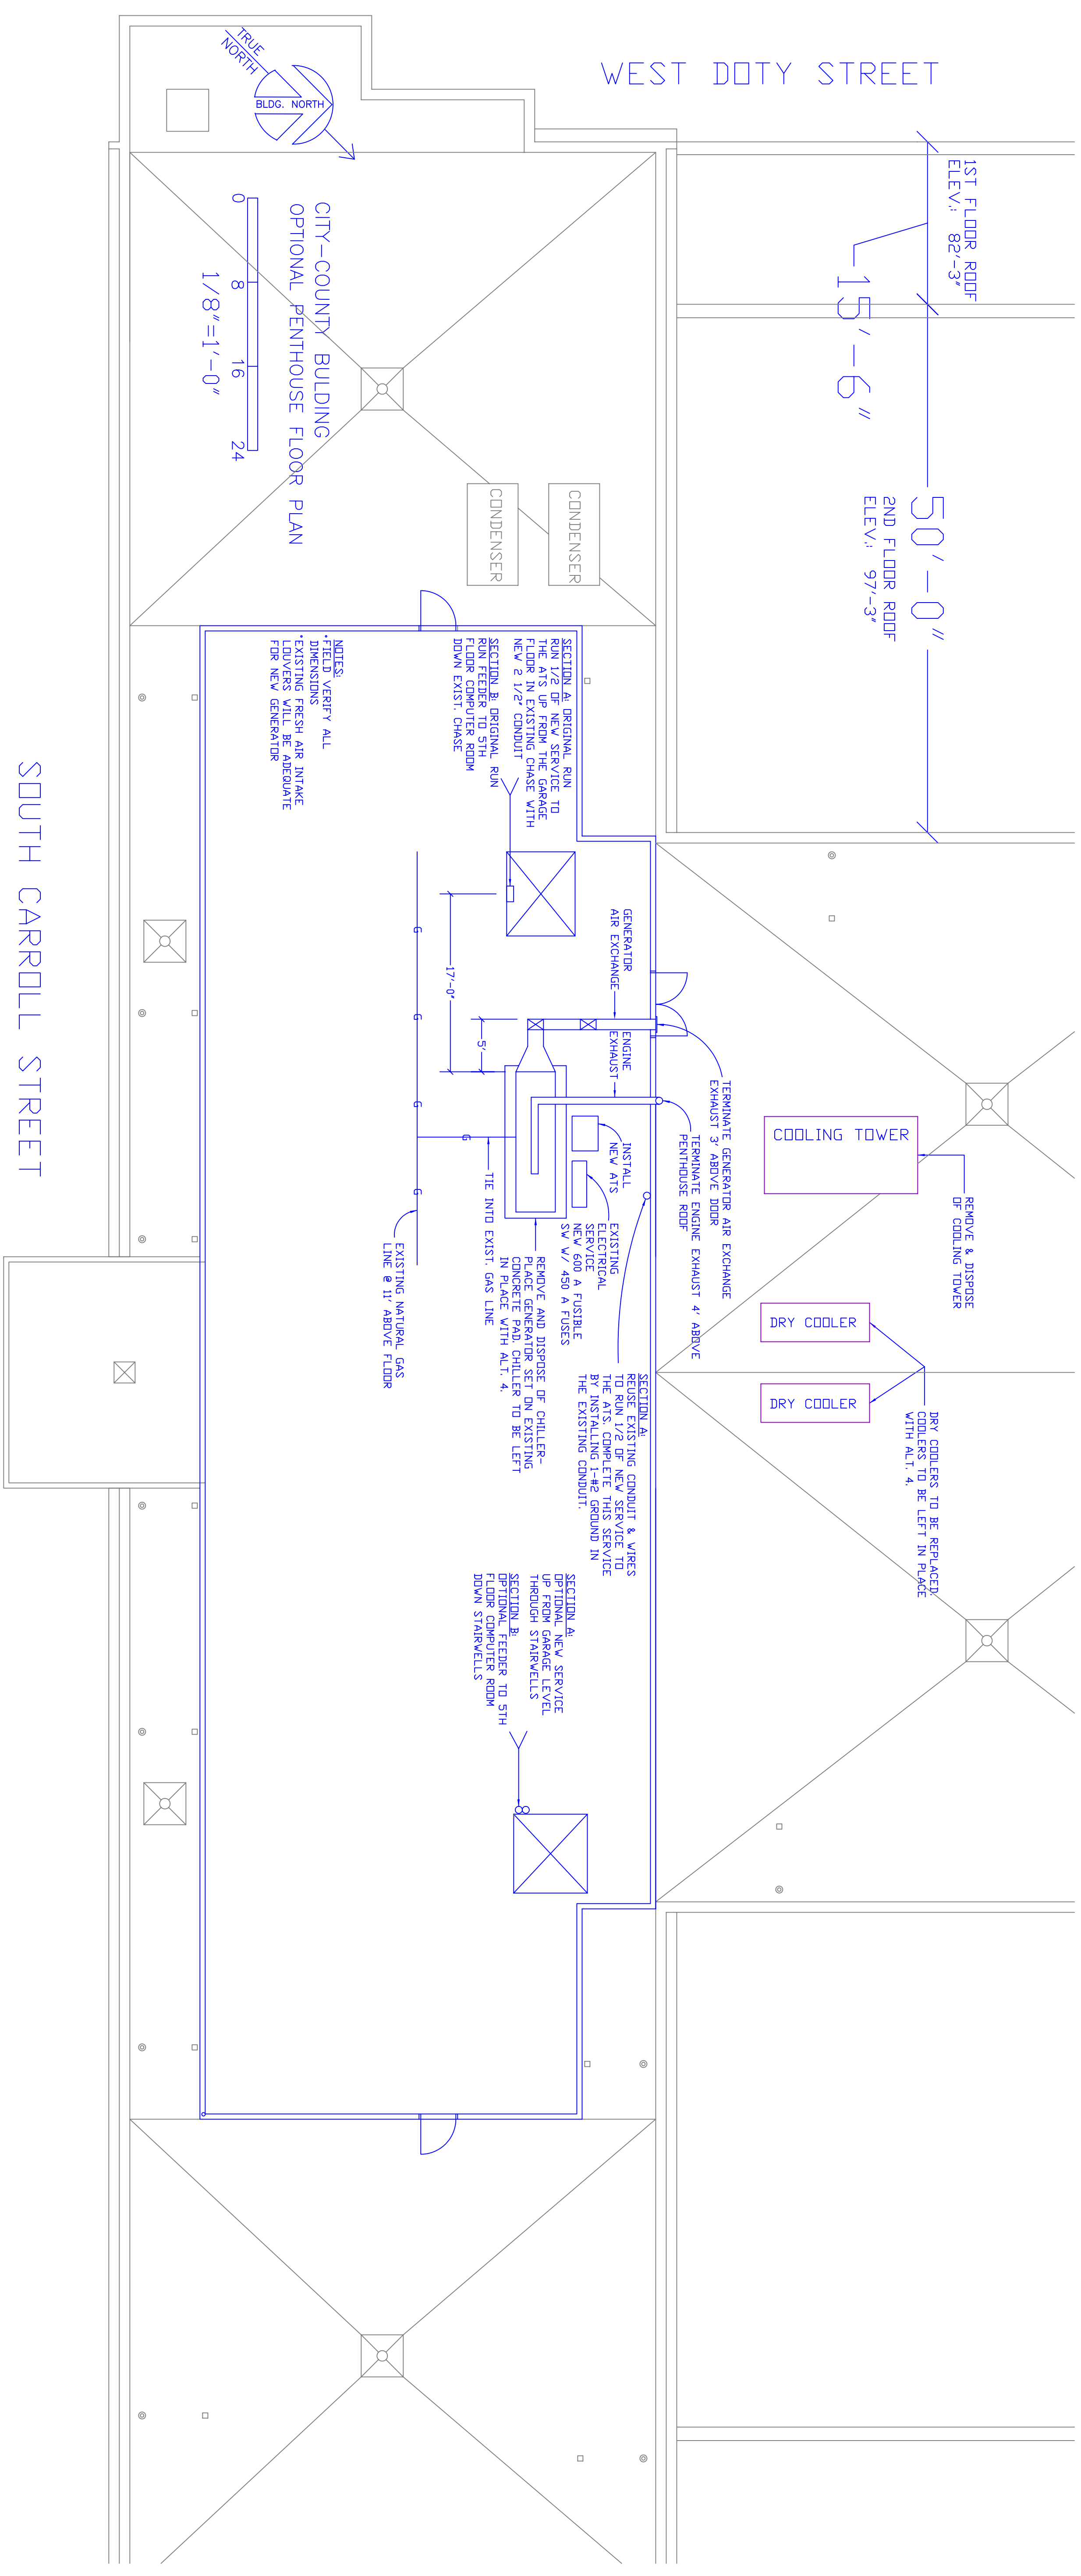 WEST DOTY STREET
TRUE
NORTH
BLDG. NORTH
1ST FLOOR ROOF
ELEV.: 82'-3"
15'-6"
50'-0"
2ND FLOOR ROOF
ELEV.: 97'-3"
CITY-COUNTY BULDING
OPTIONAL PENTHOUSE FLOOR PLAN
0 8 16 24
1/8"=1'-0"
CONDENSER
CONDENSER
SECTION A: ORIGINAL RUN
RUN 1/2 OF NEW SERVICE TO
THE ATS UP FROM THE GARAGE
FLOOR IN EXISTING CHASE WITH
NEW 2 1/2" CONDUIT
SECTION B: ORIGINAL RUN
RUN FEEDER TO 5TH
FLOOR COMPUTER ROOM
DOWN EXIST. CHASE
NOTES:
*FIELD VERIFY ALL
DIMENSIONS
*EXISTING FRESH AIR INTAKE
LOUVERS WILL BE ADEQUATE
FOR NEW GENERATOR
SOUTH CARROLL STREET
GENERATOR
AIR EXCHANGE
ENGINE
EXHAUST
17'-0"
5'
G
G
G
G
G
TERMINATE GENERATOR AIR EXCHANGE
EXHAUST 3' ABOVE DOOR
TERMINATE ENGINE EXHAUST 4' ABOVE
PENTHOUSE ROOF
INSTALL
NEW ATS
EXISTING
ELECTRICAL
SERVICE
NEW 600 A FUSIBLE
SW W/ 450 A FUSES
REMOVE AND DISPOSE OF CHILLER-
PLACE GENERATOR SET ON EXISTING
CONCRETE PAD. CHILLER TO BE LEFT
IN PLACE WITH ALT. 4.
TIE INTO EXIST. GAS LINE
EXISTING NATURAL GAS
LINE @ 11' ABOVE FLOOR
COOLING TOWER
REMOVE & DISPOSE
OF COOLING TOWER
DRY COOLER
DRY COOLER
DRY COOLERS TO BE REPLACED.
COOLERS TO BE LEFT IN PLACE
WITH ALT. 4.
SECTION A:
REUSE EXISTING CONDUIT & WIRES
TO RUN 1/2 OF NEW SERVICE TO
THE ATS. COMPLETE THIS SERVICE
BY INSTALLING 1-#2 GROUND IN
THE EXISTING CONDUIT.
SECTION A:
OPTIONAL NEW SERVICE
UP FROM GARAGE LEVEL
THROUGH STAIRWELLS
SECTION B:
OPTIONAL FEEDER TO 5TH
FLOOR COMPUTER ROOM
DOWN STAIRWELLS